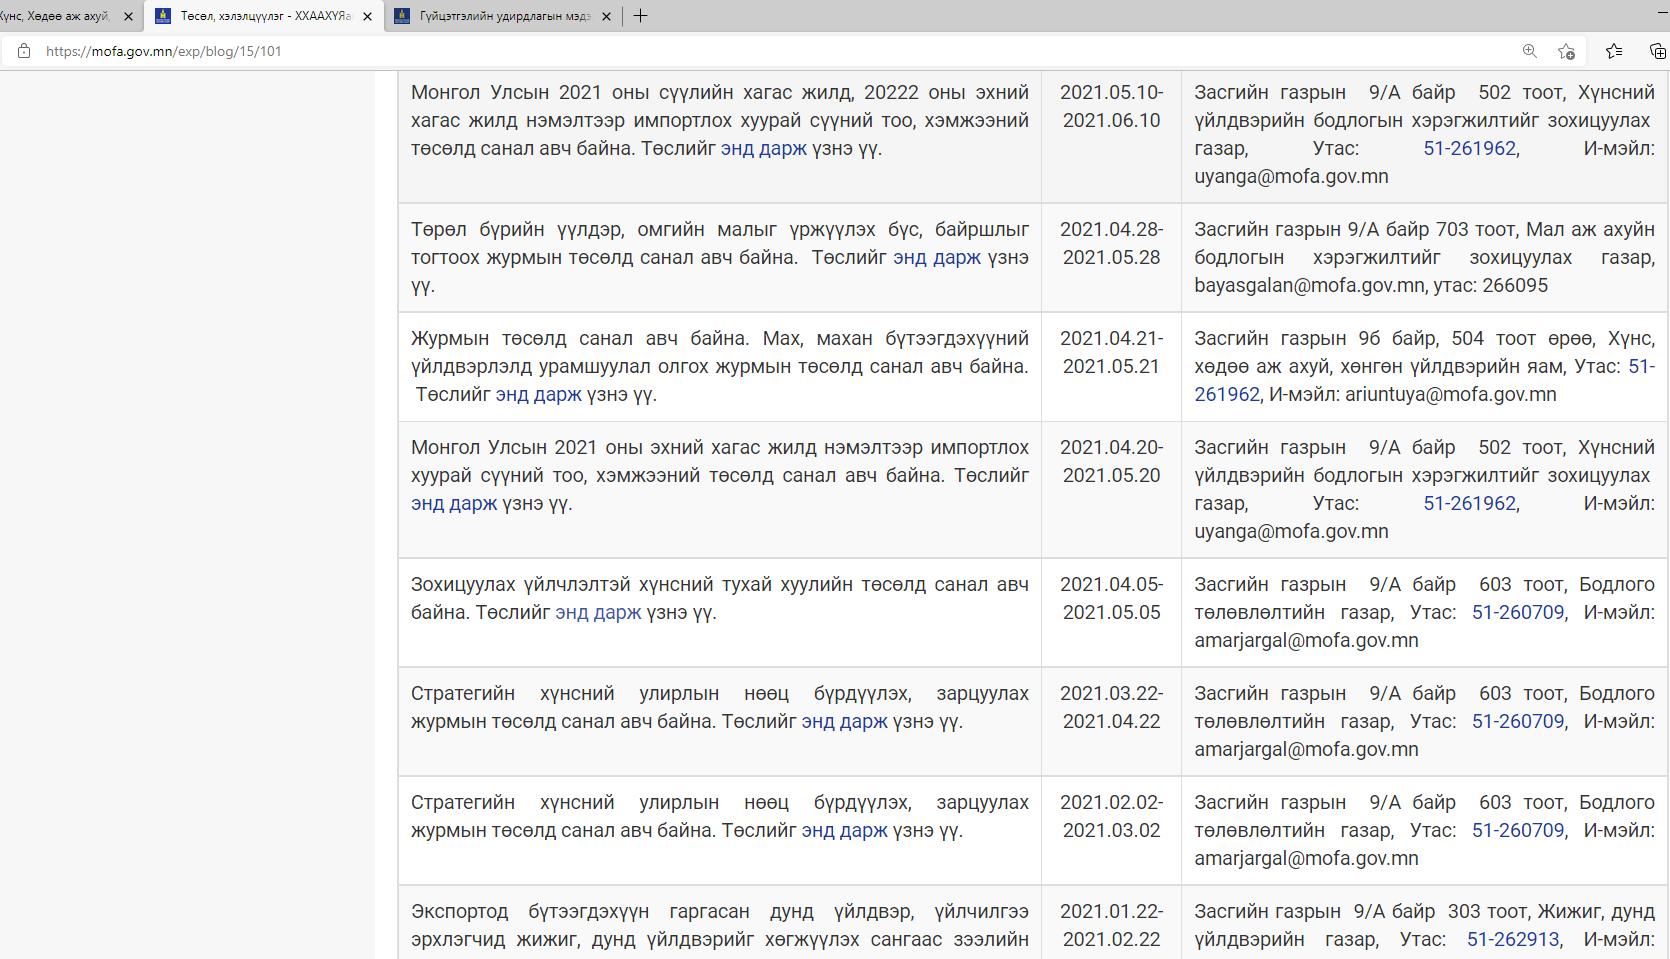 Хүнс, Хөдөө аж ахуй,
Төсөл, хэлэлцүүлэг - ХХААХҮЯа
Гүйцэтгэлийн удирдлагын мэдэ
https://mofa.gov.mn/exp/blog/15/101
Монгол Улсын 2021 оны сүүлийн хагас жилд, 20222 оны эхний
хагас жилд нэмэлтээр импортлох хуурай сүүний тоо, хэмжээний
төсөлд санал авч байна. Төслийг энд дарж үзнэ үү.
2021.05.10-
2021.06.10
Засгийн газрын 9/А байр 502 тоот, Хүнсний
үйлдвэрийн бодлогын хэрэгжилтийг зохицуулах
газар, Утас: 51-261962, И-мэйл:
uyanga@mofa.gov.mn
Төрөл бүрийн үүлдэр, омгийн малыг үржүүлэх бүс, байршлыг
тогтоох журмын төсөлд санал авч байна. Төслийг энд дарж үзнэ
үү.
2021.04.28-
2021.05.28
Засгийн газрын 9/А байр 703 тоот, Мал аж ахуйн
бодлогын хэрэгжилтийг зохицуулах газар,
bayasgalan@mofa.gov.mn, утас: 266095
Журмын төсөлд санал авч байна. Мах, махан бүтээгдэхүүний
үйлдвэрлэлд урамшуулал олгох журмын төсөлд санал авч байна.
Төслийг энд дарж үзнэ үү.
2021.04.21-
2021.05.21
Засгийн газрын 9б байр, 504 тоот өрөө, Хүнс,
хөдөө аж ахуй, хөнгөн үйлдвэрийн яам, Утас: 51-
261962, И-мэйл: ariuntuya@mofa.gov.mn
Монгол Улсын 2021 оны эхний хагас жилд нэмэлтээр импортлох
хуурай сүүний тоо, хэмжээний төсөлд санал авч байна. Төслийг
энд дарж үзнэ үү.
2021.04.20-
2021.05.20
Засгийн газрын 9/А байр 502 тоот, Хүнсний
үйлдвэрийн бодлогын хэрэгжилтийг зохицуулах
газар, Утас: 51-261962, И-мэйл:
uyanga@mofa.gov.mn
Зохицуулах үйлчлэлтэй хүнсний тухай хуулийн төсөлд санал авч
байна. Төслийг энд дарж үзнэ үү.
2021.04.05-
2021.05.05
Засгийн газрын 9/А байр 603 тоот, Бодлого
төлөвлөлтийн газар, Утас: 51-260709, И-мэйл:
amarjargal@mofa.gov.mn
Стратегийн хүнсний улирлын нөөц бүрдүүлэх, зарцуулах
журмын төсөлд санал авч байна. Төслийг энд дарж үзнэ үү.
2021.03.22-
2021.04.22
Засгийн газрын 9/А байр 603 тоот, Бодлого
төлөвлөлтийн газар, Утас: 51-260709, И-мэйл:
amarjargal@mofa.gov.mn
Стратегийн хүнсний улирлын нөөц бүрдүүлэх, зарцуулах
журмын төсөлд санал авч байна. Төслийг энд дарж үзнэ үү.
2021.02.02-
2021.03.02
Засгийн газрын 9/А байр 603 тоот, Бодлого
төлөвлөлтийн газар, Утас: 51-260709, И-мэйл:
amarjargal@mofa.gov.mn
Экспортод бүтээгдэхүүн гаргасан дунд үйлдвэр, үйлчилгээ
эрхлэгчид жижиг, дунд үйлдвэрийг хөгжүүлэх сангаас зээлийн
2021.01.22-
2021.02.22
Засгийн газрын 9/А байр 303 тоот, Жижиг, дунд
үйлдвэрийн газар, Утас: 51-262913, И-мэйл: